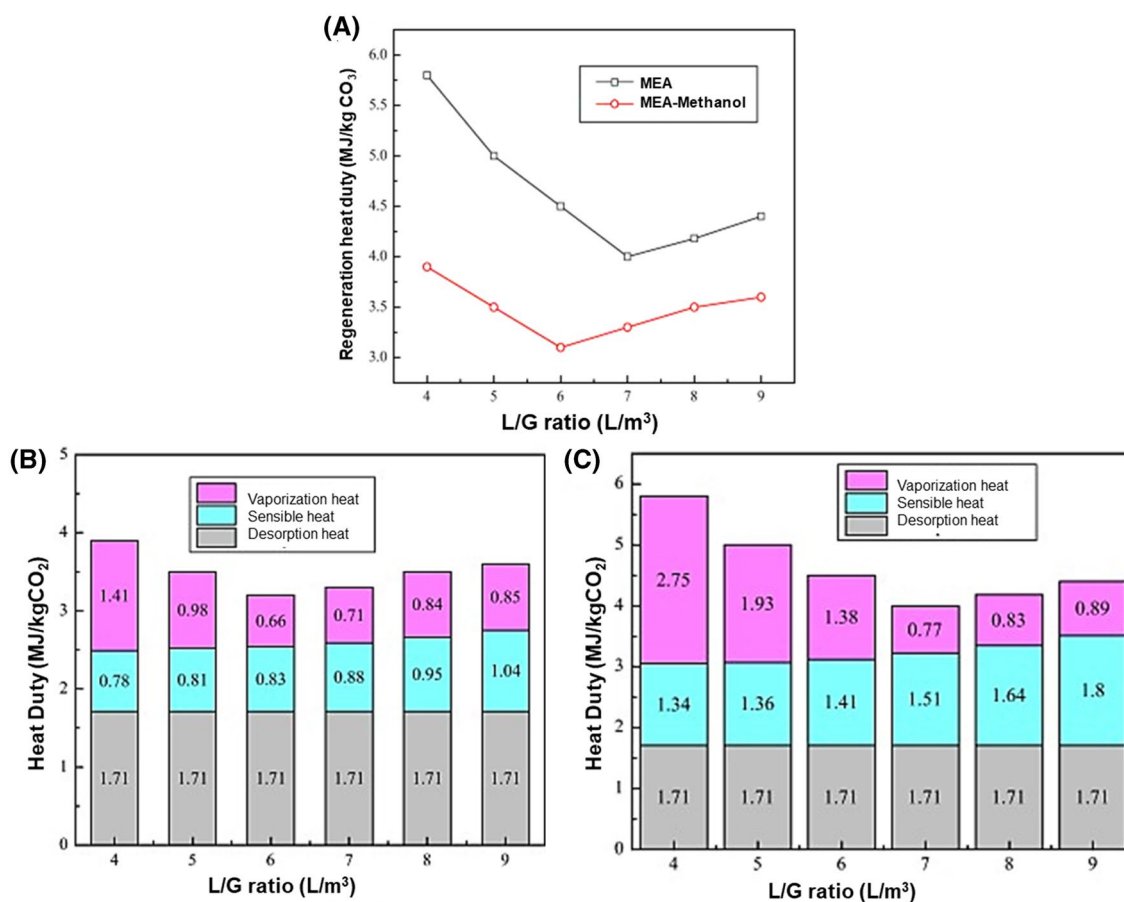 (A)
Regeneration heat duty (MJ/kg CO3)
6.0
5.5
5.0
4.5
4.0
3.5
3.0
MEA
MEA-Methanol
4 5 6 7 8 9
L/G ratio (L/m³)
(B)
Heat Duty (MJ/kgCO₂)
5
4
3
2
1
0
Vaporization heat
Sensible heat
Desorption heat
1.41 0.98 0.66 0.71 0.84 0.85
0.78 0.81 0.83 0.88 0.95 1.04
1.71 1.71 1.71 1.71 1.71 1.71
4 5 6 7 8 9
L/G ratio (L/m³)
(C)
Heat Duty (MJ/kgCO₂)
6
5
4
3
2
1
0
Vaporization heat
Sensible heat
Desorption heat
2.75 1.93 1.38 0.77 0.83 0.89
1.34 1.36 1.41 1.51 1.64 1.8
1.71 1.71 1.71 1.71 1.71 1.71
4 5 6 7 8 9
L/G ratio (L/m³)